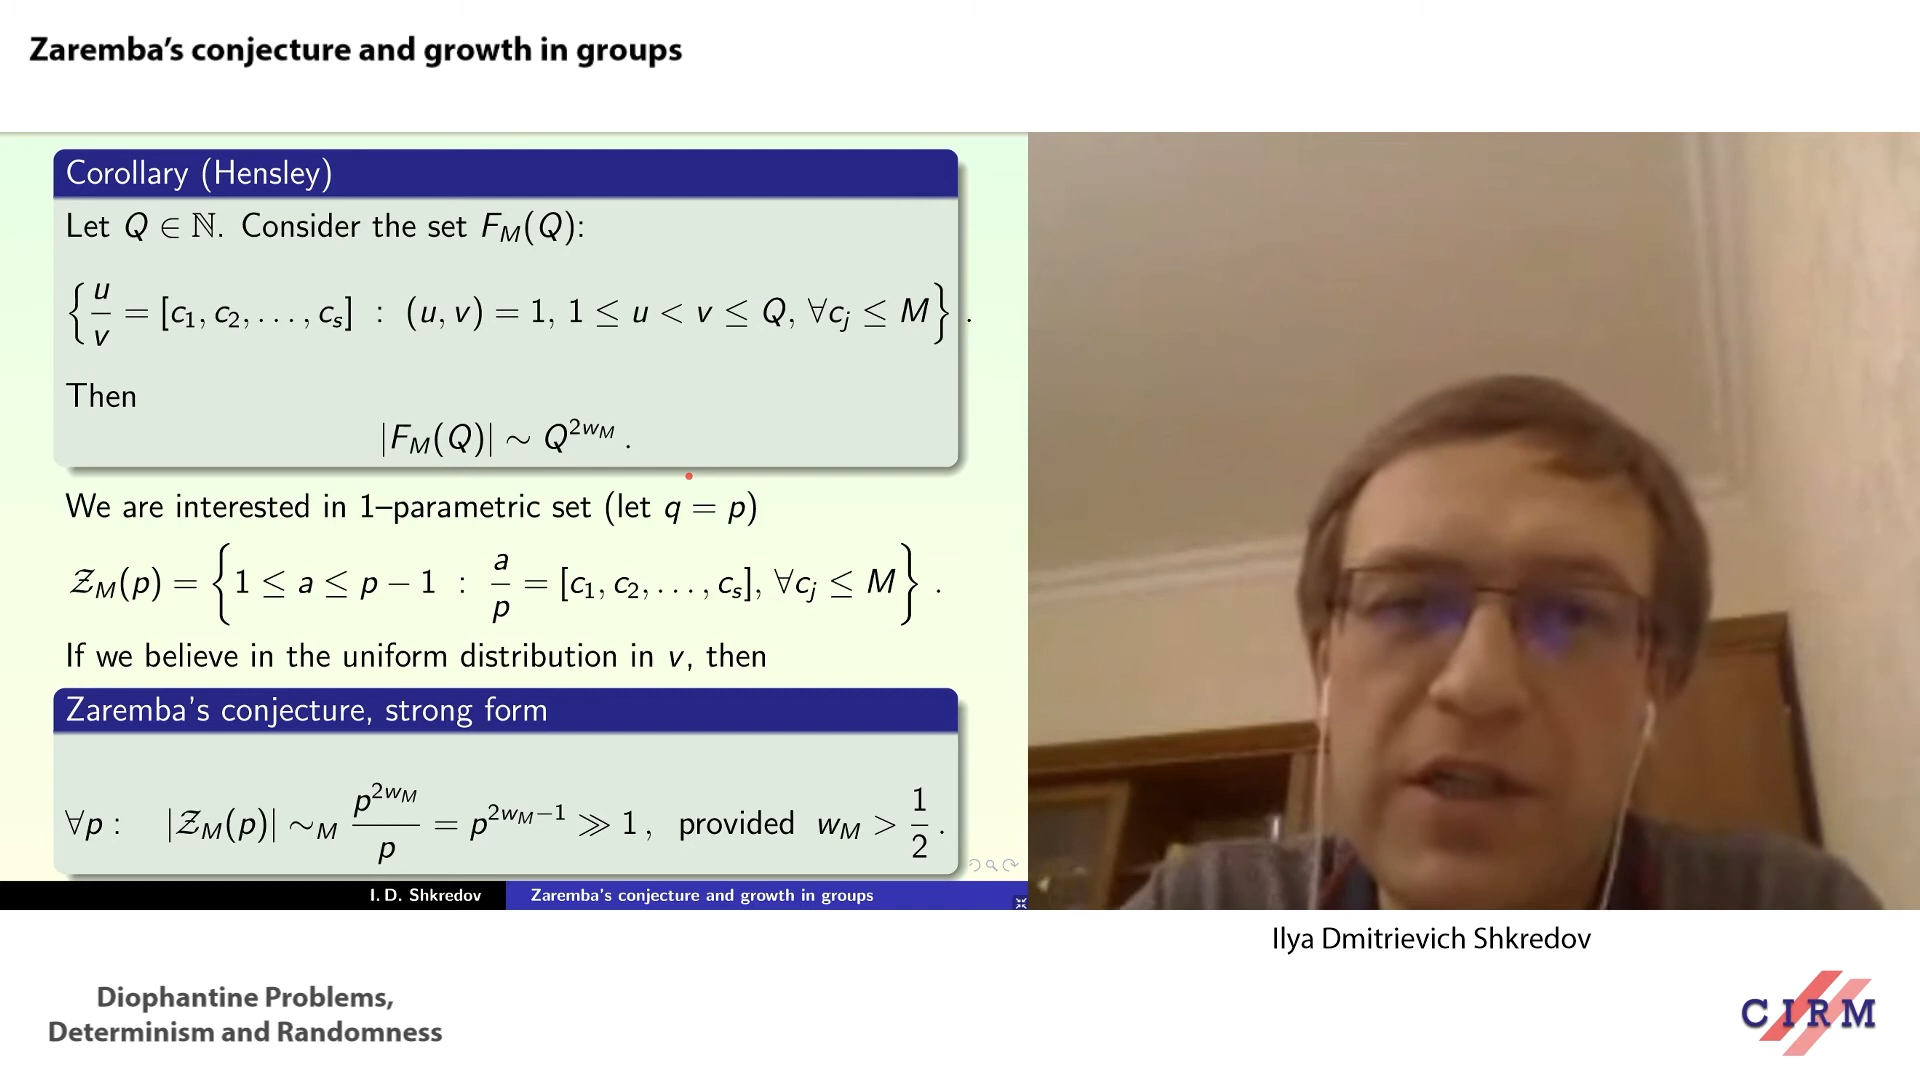 Zaremba's conjecture and growth in groups
Corollary (Hensley)
Let Q ∈ ℕ. Consider the set F_M(Q):
{u/v = [c_1, c_2, . . . , c_s] : (u, v) = 1, 1 ≤ u < v ≤ Q, ∀c_j ≤ M} .
Then
|F_M(Q)| ∼ Q^{2w_M} .
We are interested in 1–parametric set (let q = p)
𝒵_M(p) = {1 ≤ a ≤ p − 1 : a/p = [c_1, c_2, . . . , c_s], ∀c_j ≤ M} .
If we believe in the uniform distribution in v, then
Zaremba's conjecture, strong form
∀p : |𝒵_M(p)| ∼_M p^{2w_M}/p = p^{2w_M−1} ≫ 1 , provided w_M > 1/2 .
I. D. Shkredov
Zaremba's conjecture and growth in groups
Ilya Dmitrievich Shkredov
Diophantine Problems,
Determinism and Randomness
CIRM